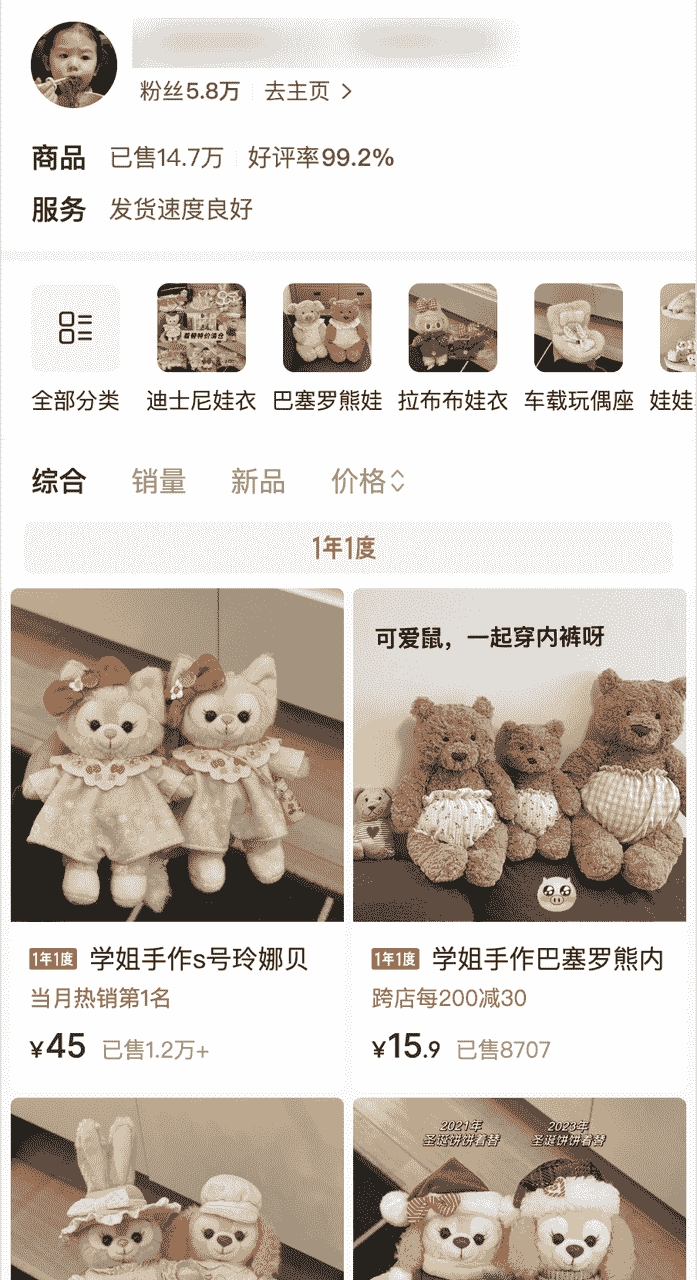 粉丝5.8万 去主页
商品 已售14.7万 好评率99.2%
服务 发货速度良好
全部分类 迪士尼娃衣 巴塞罗熊娃 拉布布娃衣 车载玩偶座 娃娃
综合 销量 新品 价格
1年1度
可爱鼠，一起穿内裤呀
1年1度 学姐手作s号玲娜贝
当月热销第1名
¥45 已售1.2万+
1年1度 学姐手作巴塞罗熊内
跨店每200减30
¥15.9 已售8707
2021年
圣诞饼饼着替
2023年
圣诞饼饼着替